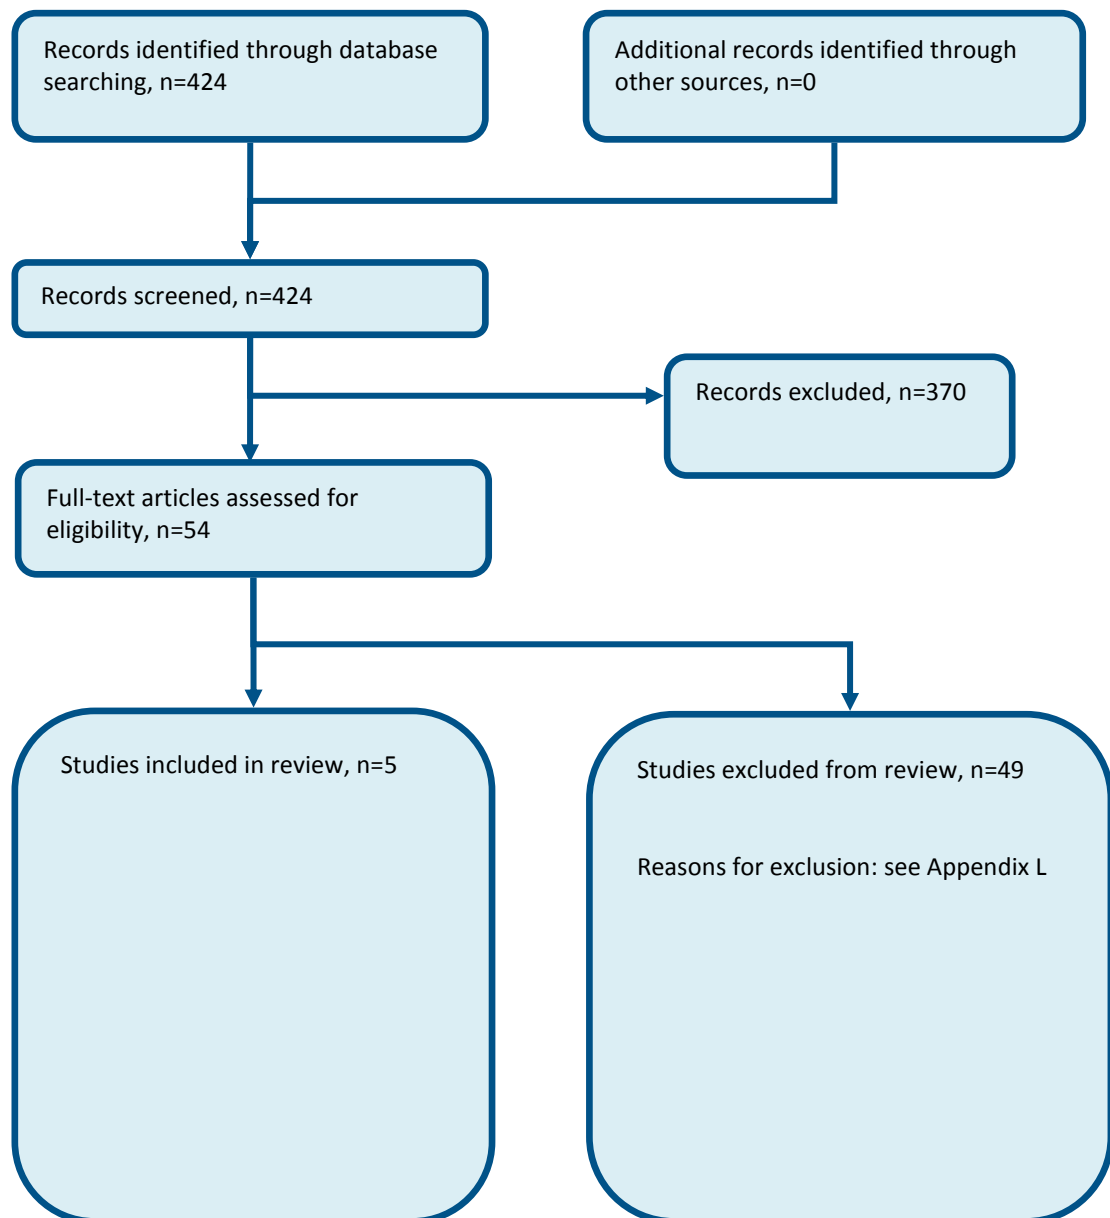 Records identified through database
searching, n=424
Additional records identified through
other sources, n=0
Records screened, n=424
Records excluded, n=370
Full-text articles assessed for
eligibility, n=54
Studies included in review, n=5
Studies excluded from review, n=49
Reasons for exclusion: see Appendix L